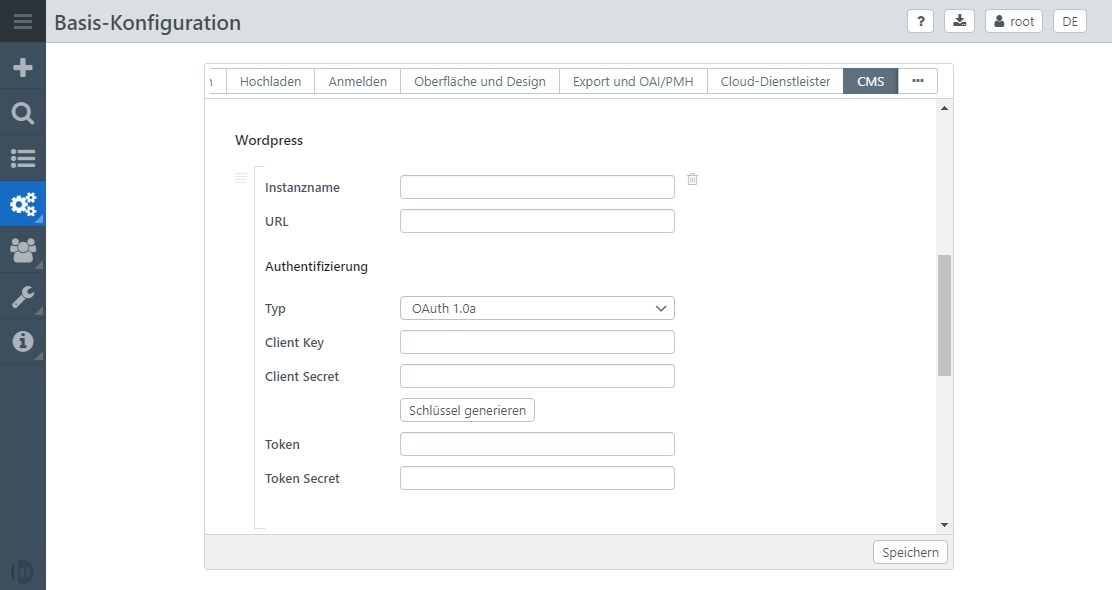 Basis-Konfiguration
?
root
DE
Hochladen
Anmelden
Oberfläche und Design
Export und OAI/PMH
Cloud-Dienstleister
CMS
Wordpress
Instanzname
URL
Authentifizierung
Typ
OAuth 1.0a
Client Key
Client Secret
Schlüssel generieren
Token
Token Secret
Speichern